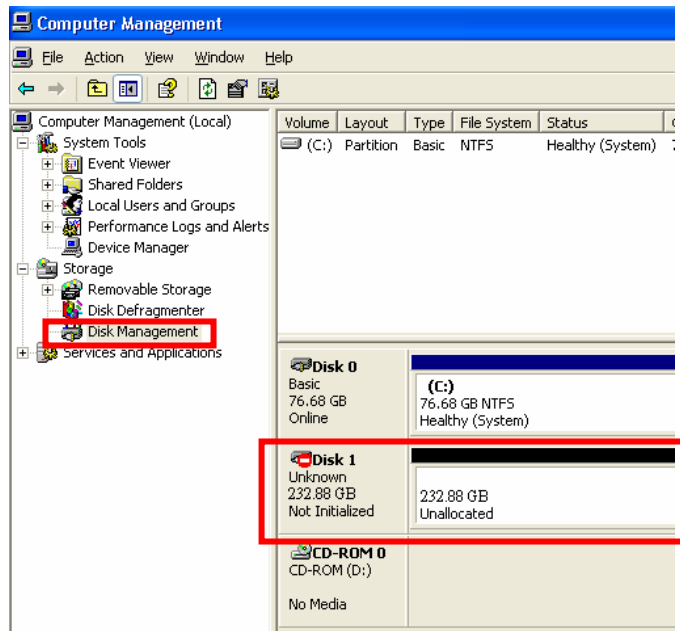 Computer Management
File Action View Window Help
Computer Management (Local)
System Tools
Event Viewer
Shared Folders
Local Users and Groups
Performance Logs and Alerts
Device Manager
Storage
Removable Storage
Disk Defragmenter
Disk Management
Services and Applications
Volume Layout Type File System Status
(C:) Partition Basic NTFS Healthy (System)
Disk 0
Basic
76.68 GB
Online
(C:)
76.68 GB NTFS
Healthy (System)
Disk 1
Unknown
232.88 GB
Not Initialized
232.88 GB
Unallocated
CD-ROM 0
CD-ROM (D:)
No Media